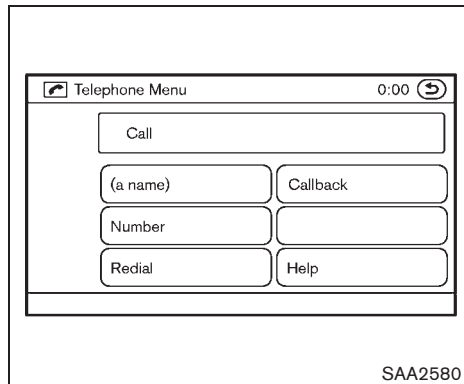 Telephone Menu 0:00
Call
(a name) Callback
Number
Redial Help
SAA2580